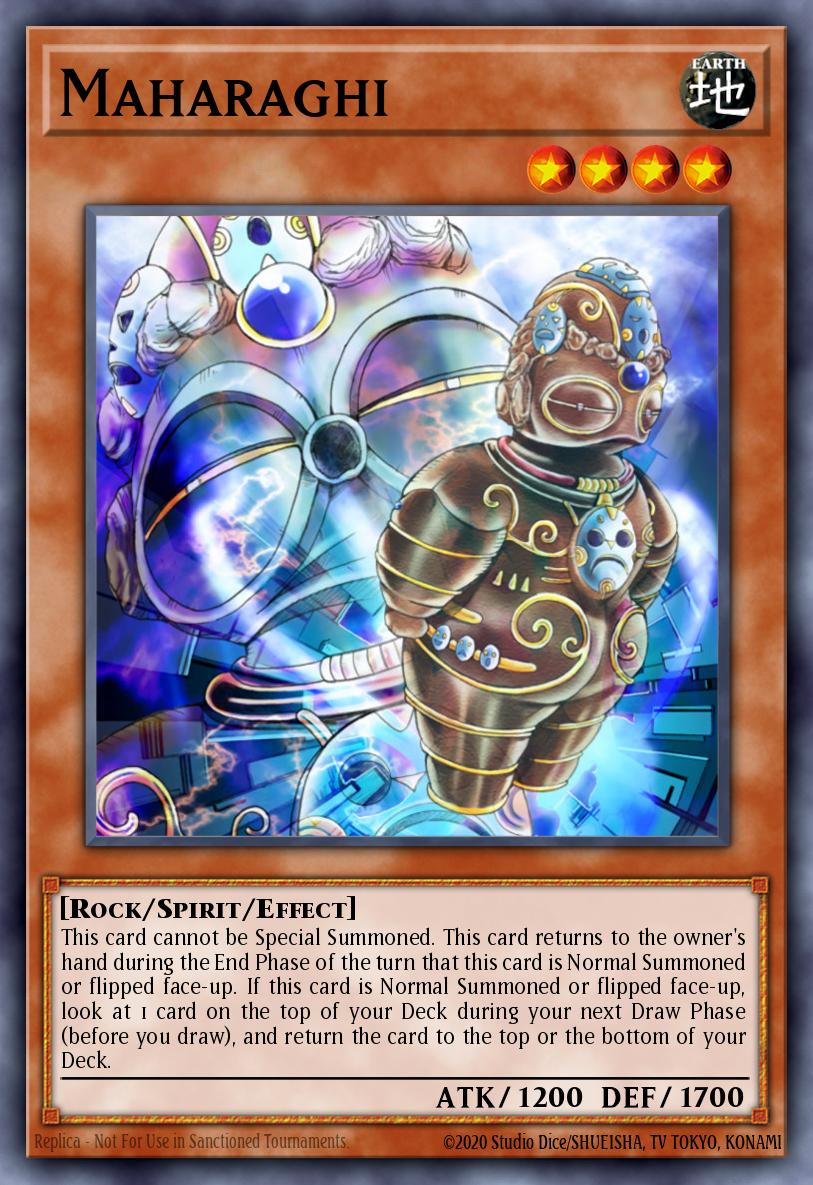 Maharaghi
EARTH
地
[Rock/Spirit/Effect]
This card cannot be Special Summoned. This card returns to the owner's
hand during the End Phase of the turn that this card is Normal Summoned
or flipped face-up. If this card is Normal Summoned or flipped face-up,
look at 1 card on the top of your Deck during your next Draw Phase
(before you draw), and return the card to the top or the bottom of your
Deck.
ATK/ 1200 DEF/ 1700
Replica - Not For Use in Sanctioned Tournaments.
©2020 Studio Dice/SHUEISHA, TV TOKYO, KONAMI